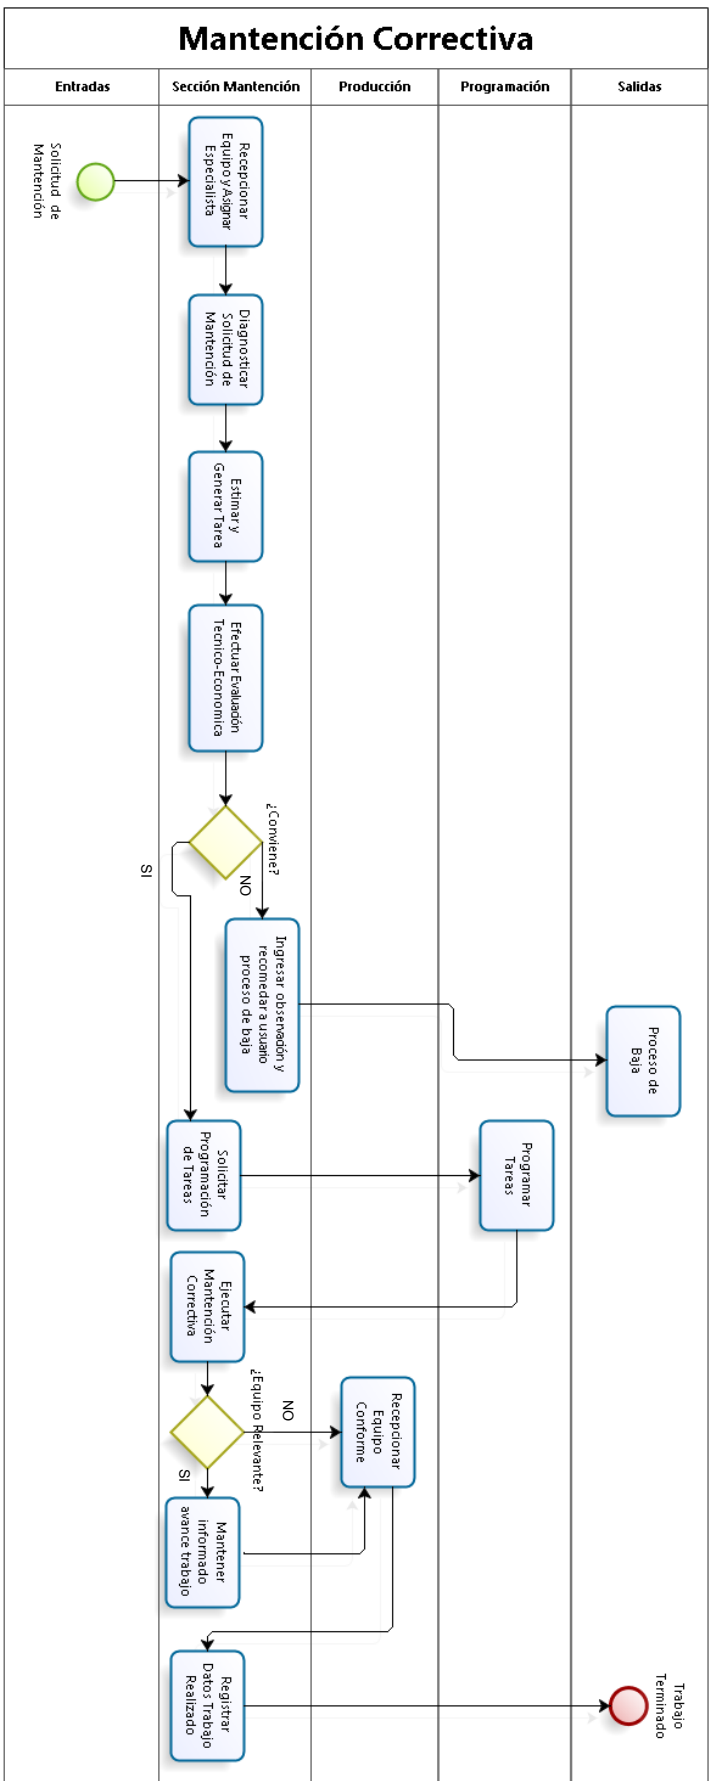 Mantención Correctiva
Entradas
Sección Mantención
Producción
Programación
Salidas
Solicitud de
Mantención
Recepcionar
Equipo y Asignar
Especialista
Diagnosticar
Solicitud de
Mantención
Estimar y
Generar Tarea
Efectuar Evaluación
Tecnico-Economica
¿Conviene?
NO
SI
Ingresar observación y
recomedar a usuario
proceso de baja
Proceso de
Baja
Solicitar
Programación
de Tareas
Programar
Tareas
Ejecutar
Mantención
Correctiva
¿Equipo Relevante?
NO
SI
Recepcionar
Equipo
Conforme
Mantener
informado
avance trabajo
Registrar
Datos Trabajo
Realizado
Trabajo
Terminado